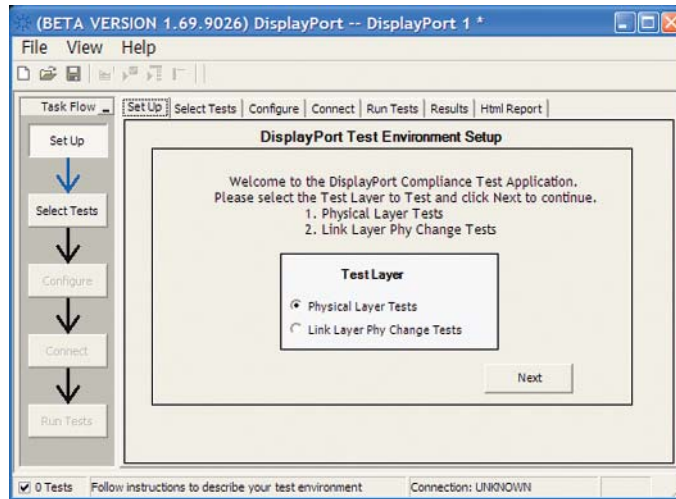 (BETA VERSION 1.69.9026) DisplayPort -- DisplayPort 1 *
File View Help
Task Flow
Set Up
Select Tests
Configure
Connect
Run Tests
Set Up Select Tests Configure Connect Run Tests Results Html Report
DisplayPort Test Environment Setup
Welcome to the DisplayPort Compliance Test Application.
Please select the Test Layer to Test and click Next to continue.
1. Physical Layer Tests
2. Link Layer Phy Change Tests
Test Layer
Physical Layer Tests
Link Layer Phy Change Tests
Next
0 Tests Follow instructions to describe your test environment Connection: UNKNOWN